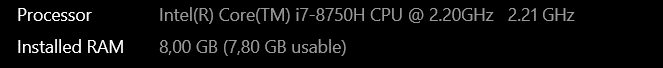 Processor Intel(R) Core(TM) i7-8750H CPU @ 2.20GHz 2.21 GHz
Installed RAM 8,00 GB (7,80 GB usable)